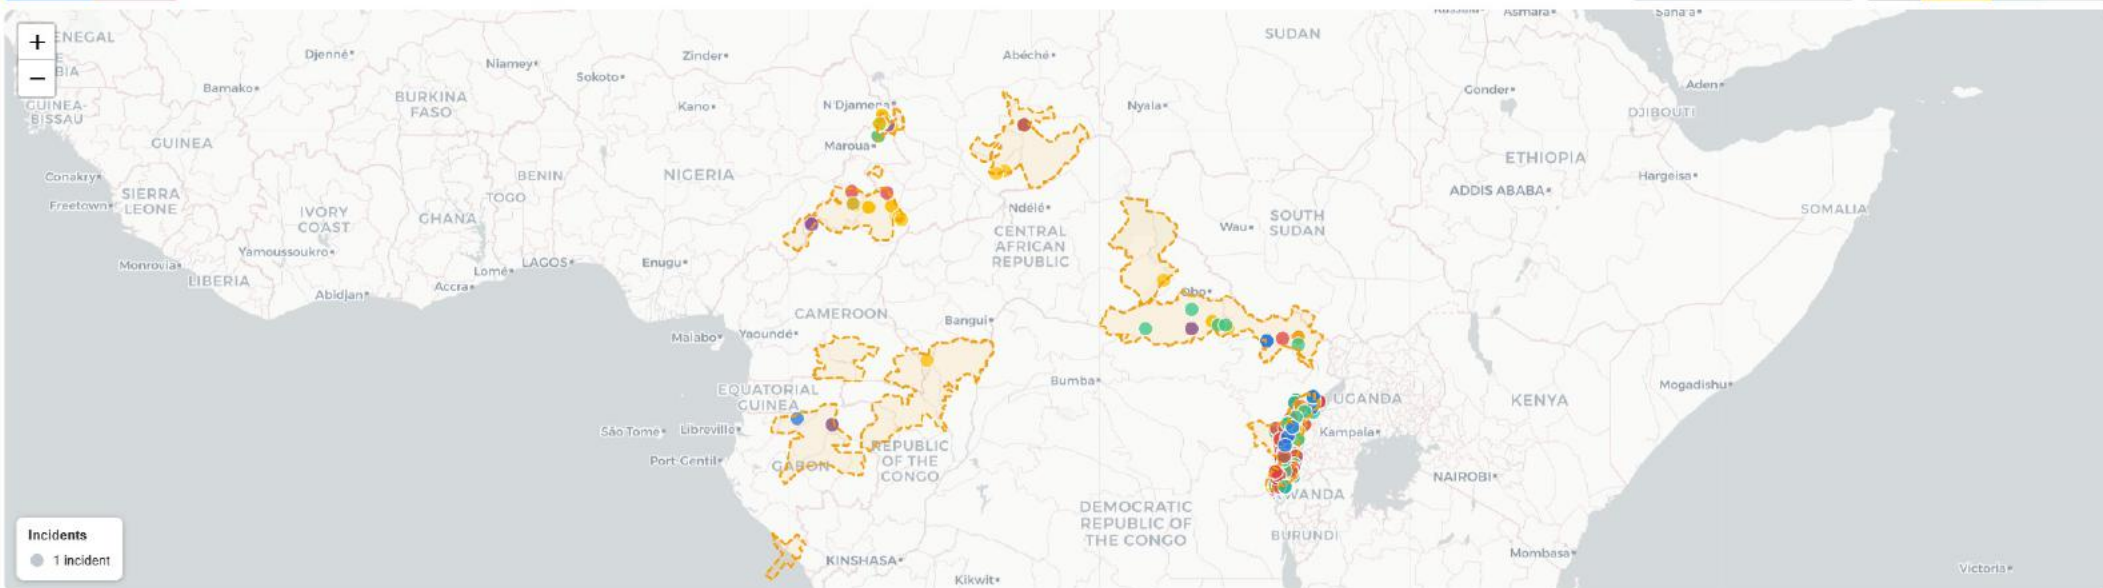 +
−
SENEGAL
Djenné
Niamey
Zinder
Abéché
SUDAN
Asmara
Sana'a
BIA
Bamako
BURKINA
FASO
Sokoto
Kano
N'Djamena
Nyala
Gonder
Aden
DJIBOUTI
GUINEA-
BISSAU
GUINEA
Maroua
ETHIOPIA
Conakry
SIERRA
LEONE
Freetown
BENIN
TOGO
NIGERIA
ADDIS ABABA
Hargeisa
IVORY
COAST
GHANA
Ndélé
CENTRAL
AFRICAN
REPUBLIC
Wau
SOUTH
SUDAN
SOMALIA
Yamoussoukro
Monrovia
LIBERIA
Abidjan
Accra
Lomé
LAGOS
Enugu
Obo
CAMEROON
Bangui
Malabo
Yaoundé
EQUATORIAL
GUINEA
Bumba
UGANDA
KENYA
Mogadishu
São Tome
Libreville
Kampala
Port-Gentil
GABON
REPUBLIC
OF THE
CONGO
NAIROBI
RWANDA
DEMOCRATIC
REPUBLIC OF
THE CONGO
BURUNDI
KINSHASA
Kikwit
Mombasa
Victoria
Incidents
1 incident